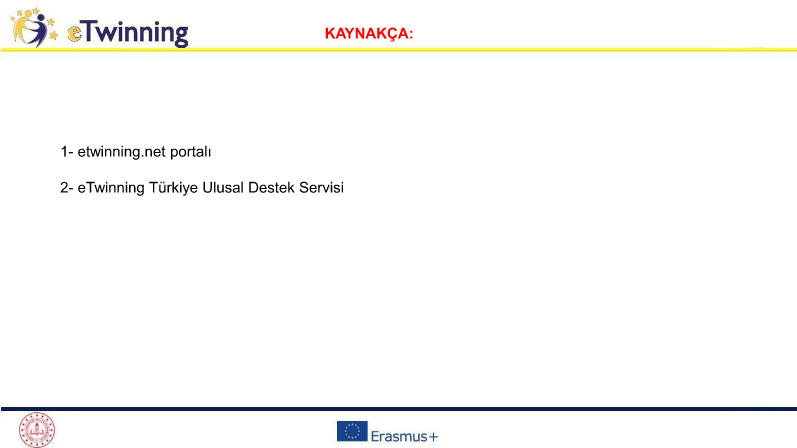 eTwinning
KAYNAKÇA:
1- etwinning.net portalı
2- eTwinning Türkiye Ulusal Destek Servisi
Erasmus+